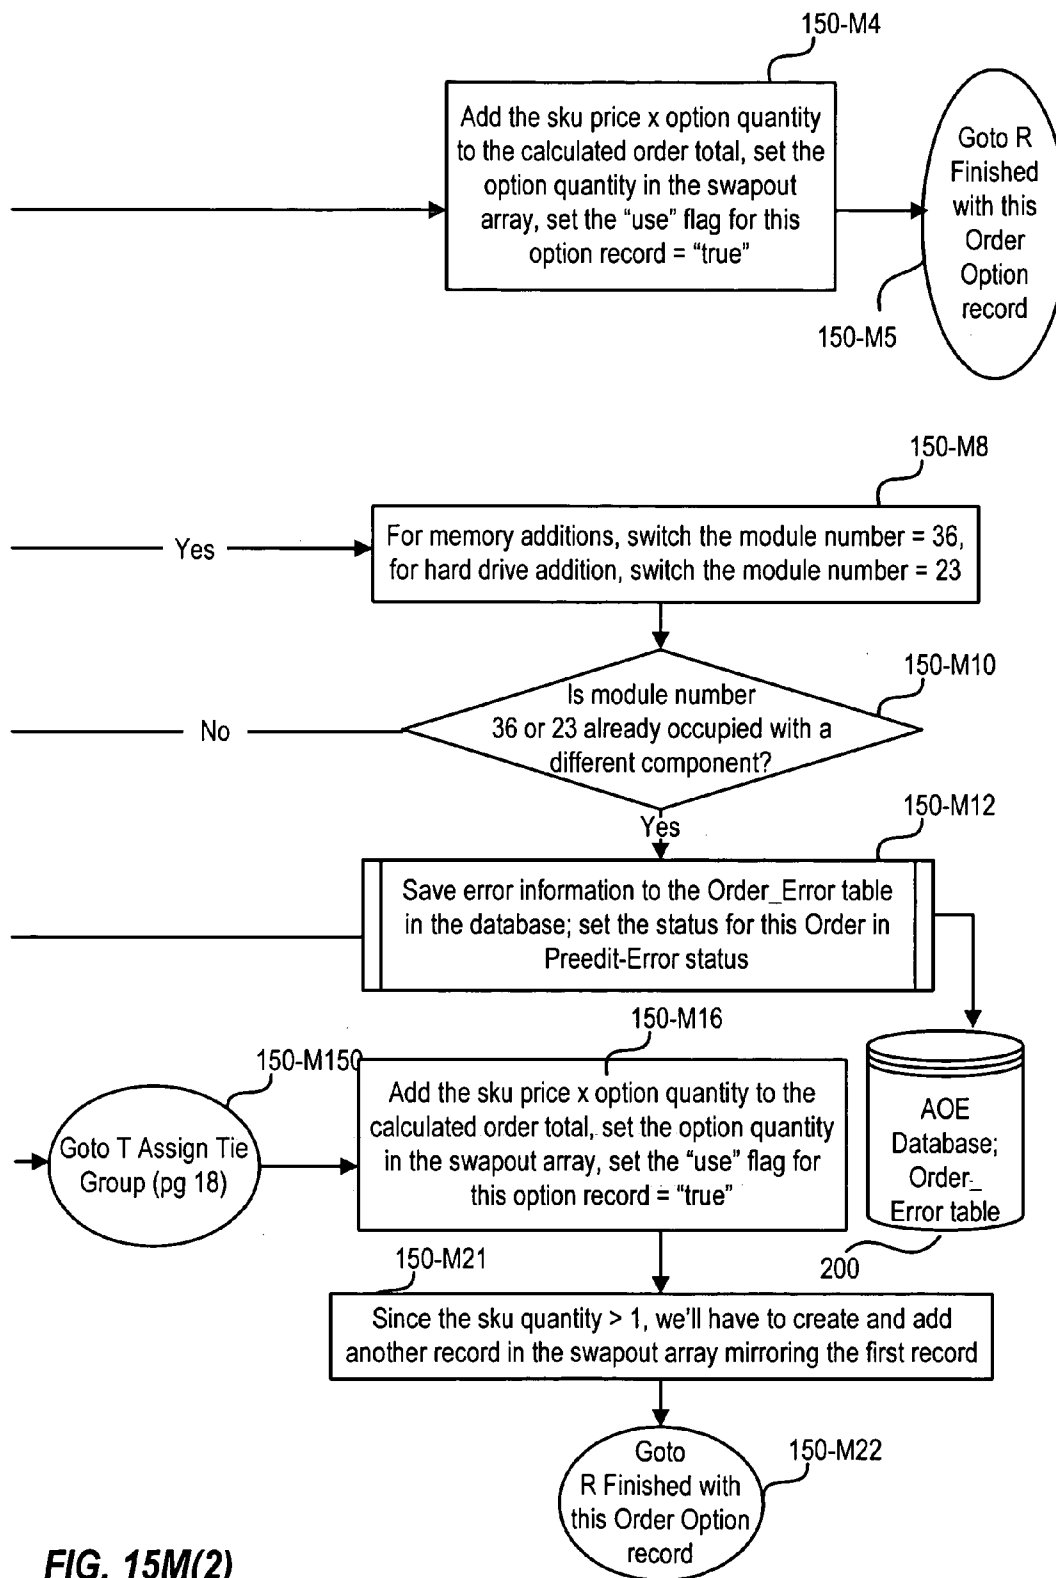 150-M4
Add the sku price x option quantity
to the calculated order total, set the
option quantity in the swapout
array, set the “use” flag for this
option record = “true”
Goto R
Finished
with this
Order
Option
record
150-M5
150-M8
Yes
For memory additions, switch the module number = 36,
for hard drive addition, switch the module number = 23
150-M10
Is module number
36 or 23 already occupied with a
different component?
No
Yes
150-M12
Save error information to the Order_Error table
in the database; set the status for this Order in
Preedit-Error status
150-M16
150-M150
Goto T Assign Tie
Group (pg 18)
Add the sku price x option quantity to the
calculated order total, set the option quantity
in the swapout array, set the “use” flag for
this option record = “true”
AOE
Database;
Order_
Error table
200
150-M21
Since the sku quantity > 1, we’ll have to create and add
another record in the swapout array mirroring the first record
150-M22
Goto
R Finished with
this Order Option
record
FIG. 15M(2)